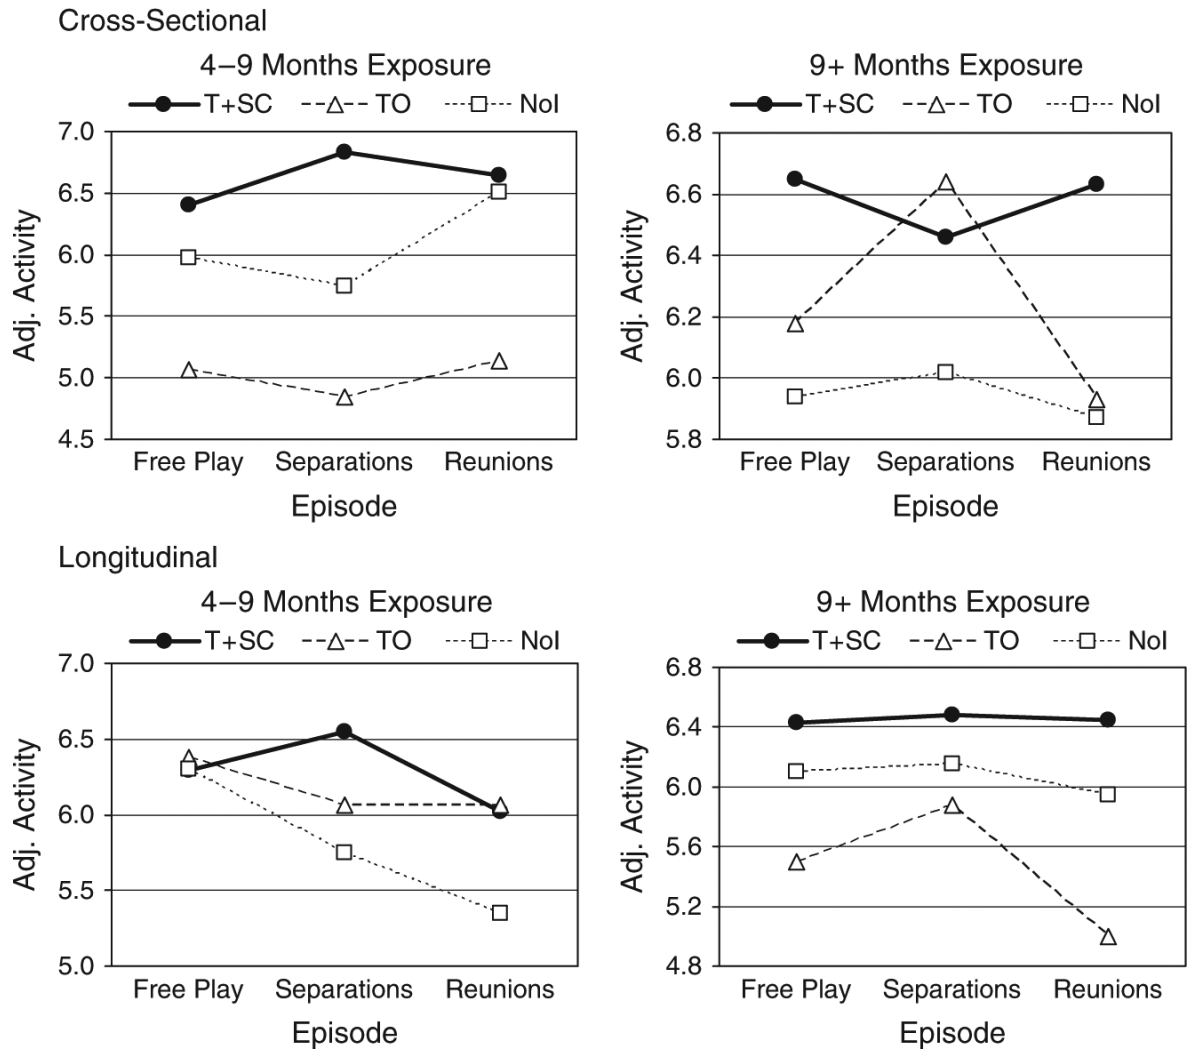 Cross-Sectional
4–9 Months Exposure
T+SC TO NoI
7.0
6.5
6.0
5.5
5.0
4.5
Adj. Activity
Free Play Separations Reunions
Episode
9+ Months Exposure
T+SC TO NoI
6.8
6.6
6.4
6.2
6.0
5.8
Adj. Activity
Free Play Separations Reunions
Episode
Longitudinal
4–9 Months Exposure
T+SC TO NoI
7.0
6.5
6.0
5.5
5.0
Adj. Activity
Free Play Separations Reunions
Episode
9+ Months Exposure
T+SC TO NoI
6.8
6.4
6.0
5.6
5.2
4.8
Adj. Activity
Free Play Separations Reunions
Episode